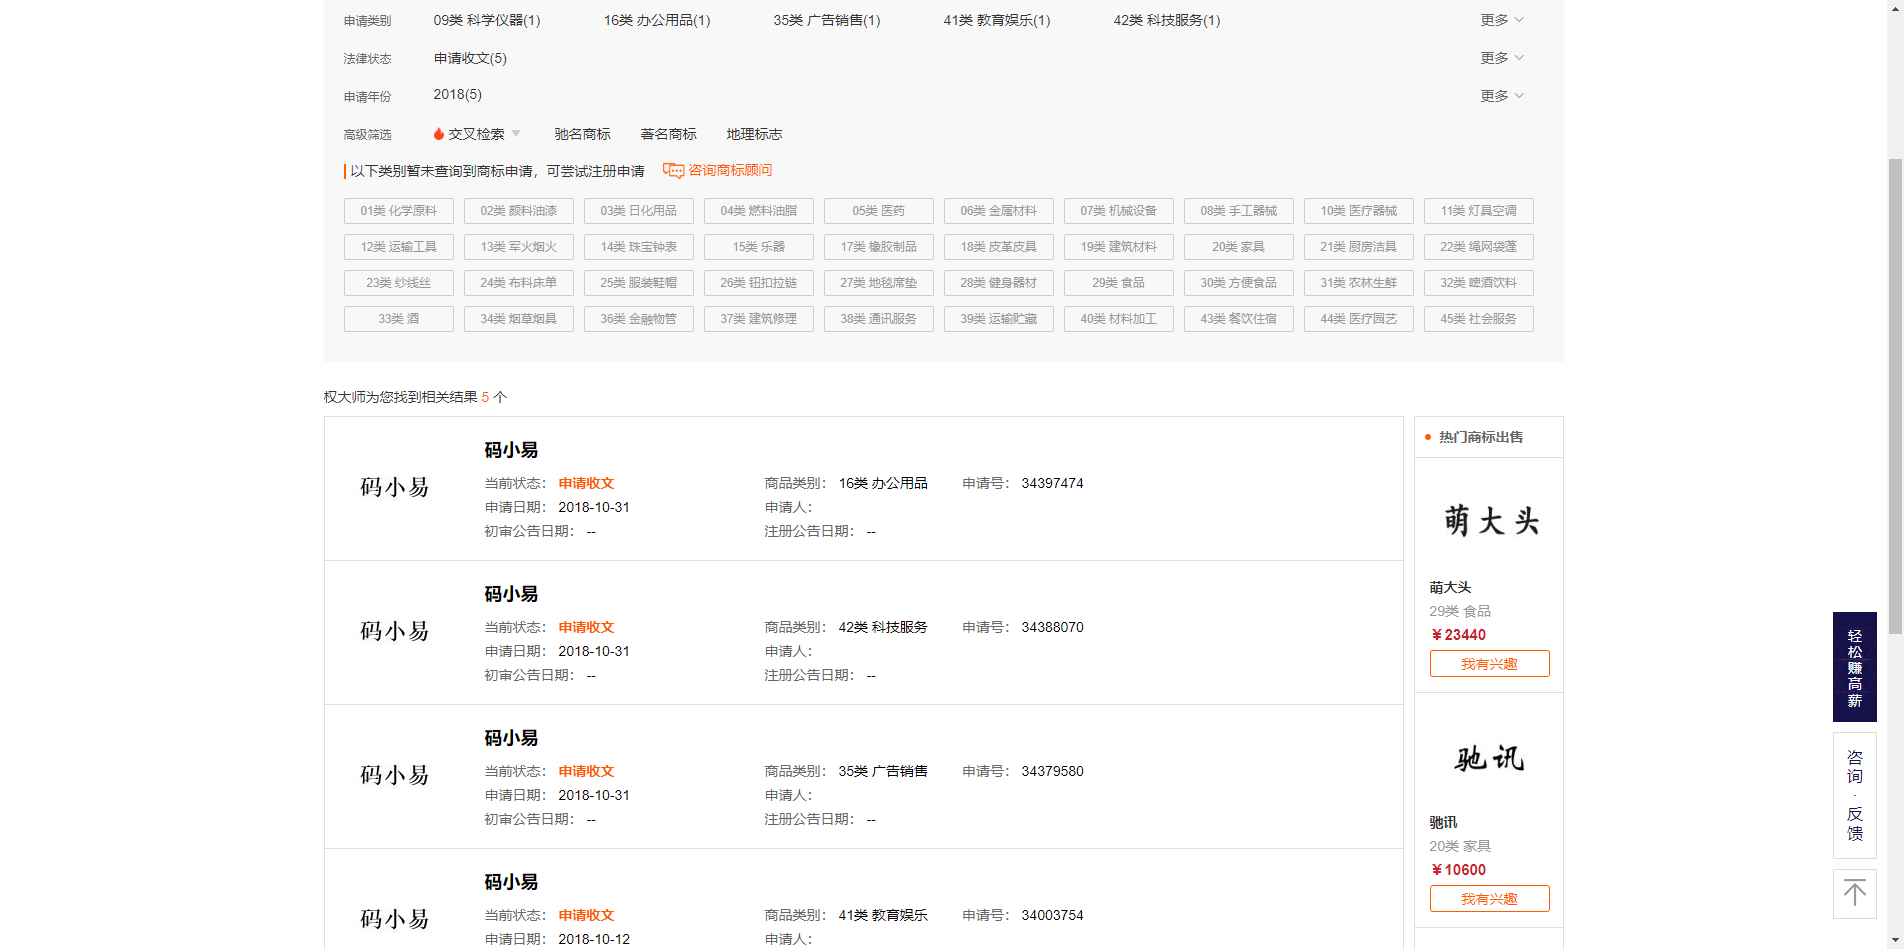 申请类别 09类 科学仪器(1) 16类 办公用品(1) 35类 广告销售(1) 41类 教育娱乐(1) 42类 科技服务(1) 更多
法律状态 申请收文(5) 更多
申请年份 2018(5) 更多
高级筛选 交叉检索 驰名商标 著名商标 地理标志
以下类别暂未查询到商标申请，可尝试注册申请 咨询商标顾问
01类 化学原料 02类 颜料油漆 03类 日化用品 04类 燃料油脂 05类 医药 06类 金属材料 07类 机械设备 08类 手工器械 10类 医疗器械 11类 灯具空调
12类 运输工具 13类 军火烟火 14类 珠宝钟表 15类 乐器 17类 橡胶制品 18类 皮革皮具 19类 建筑材料 20类 家具 21类 厨房洁具 22类 绳网袋蓬
23类 纱线丝 24类 布料床单 25类 服装鞋帽 26类 钮扣拉链 27类 地毯席垫 28类 健身器材 29类 食品 30类 方便食品 31类 农林生鲜 32类 啤酒饮料
33类 酒 34类 烟草烟具 36类 金融物管 37类 建筑修理 38类 通讯服务 39类 运输贮藏 40类 材料加工 43类 餐饮住宿 44类 医疗园艺 45类 社会服务
权大师为您找到相关结果 5 个
码小易
码小易
当前状态： 申请收文 商品类别： 16类 办公用品 申请号： 34397474
申请日期： 2018-10-31 申请人：
初审公告日期： -- 注册公告日期： --
码小易
码小易
当前状态： 申请收文 商品类别： 42类 科技服务 申请号： 34388070
申请日期： 2018-10-31 申请人：
初审公告日期： -- 注册公告日期： --
码小易
码小易
当前状态： 申请收文 商品类别： 35类 广告销售 申请号： 34379580
申请日期： 2018-10-31 申请人：
初审公告日期： -- 注册公告日期： --
码小易
码小易
当前状态： 申请收文 商品类别： 41类 教育娱乐 申请号： 34003754
申请日期： 2018-10-12 申请人：
热门商标出售
萌大头
萌大头
29类 食品
￥23440
我有兴趣
驰讯
驰讯
20类 家具
￥10600
我有兴趣
轻松赚高薪
咨询·反馈